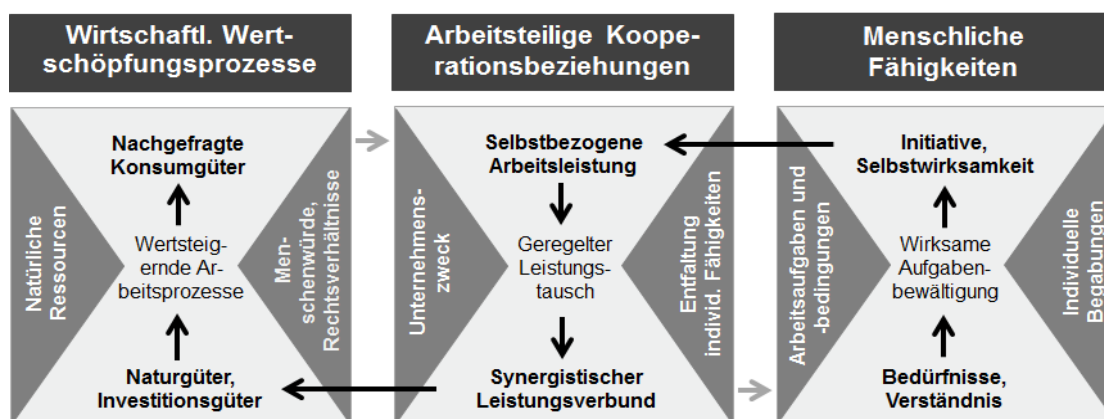 Wirtschaftl. Wert-
schöpfungsprozesse
Arbeitsteilige Koope-
rationsbeziehungen
Menschliche
Fähigkeiten
Natürliche
Ressourcen
Nachgefragte
Konsumgüter
Wertsteig-
ernde Ar-
beitsprozesse
Naturgüter,
Investitionsgüter
Men-
schenwürde,
Rechtsverhältnisse
Unternehmens-
zweck
Selbstbezogene
Arbeitsleistung
Geregelter
Leistungs-
tausch
Synergistischer
Leistungsverbund
Entfaltung
individ. Fähigkeiten
Arbeitsaufgaben und
-bedingungen
Initiative,
Selbstwirksamkeit
Wirksame
Aufgaben-
bewältigung
Bedürfnisse,
Verständnis
Individuelle
Begabungen